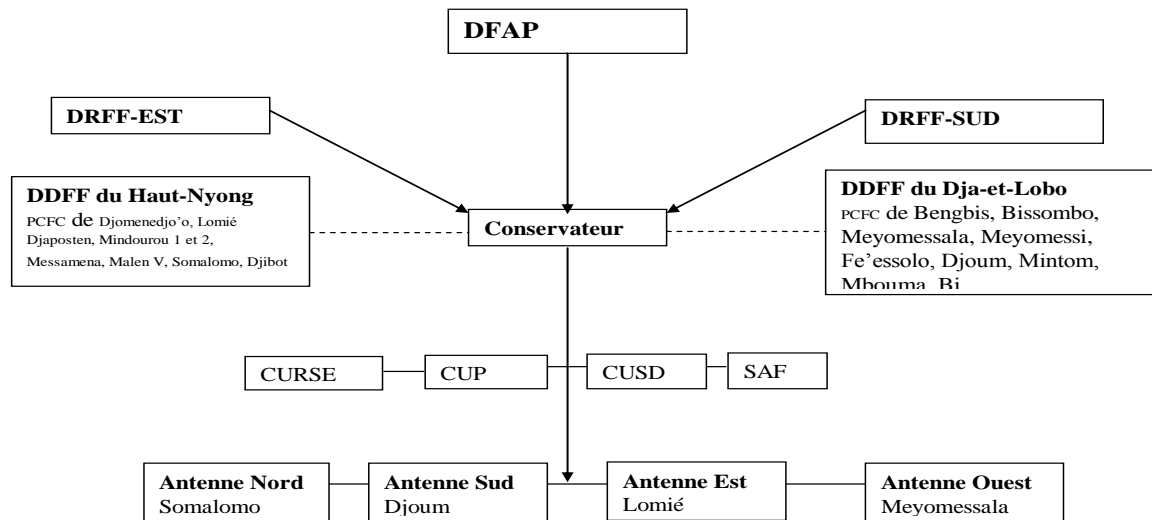 DFAP
DRFF-EST
DRFF-SUD
DDFF du Haut-Nyong
PCFC de Djomenedjo’o, Lomié
Djaposten, Mindourou 1 et 2,
Messamena, Malen V, Somalomo, Djibot
Conservateur
DDFF du Dja-et-Lobo
PCFC de Bengbis, Bissombo,
Meyomessala, Meyomessi,
Fe’essolo, Djoum, Mintom,
Mbouma, Bi
CURSE
CUP
CUSD
SAF
Antenne Nord
Somalomo
Antenne Sud
Djoum
Antenne Est
Lomié
Antenne Ouest
Meyomessala